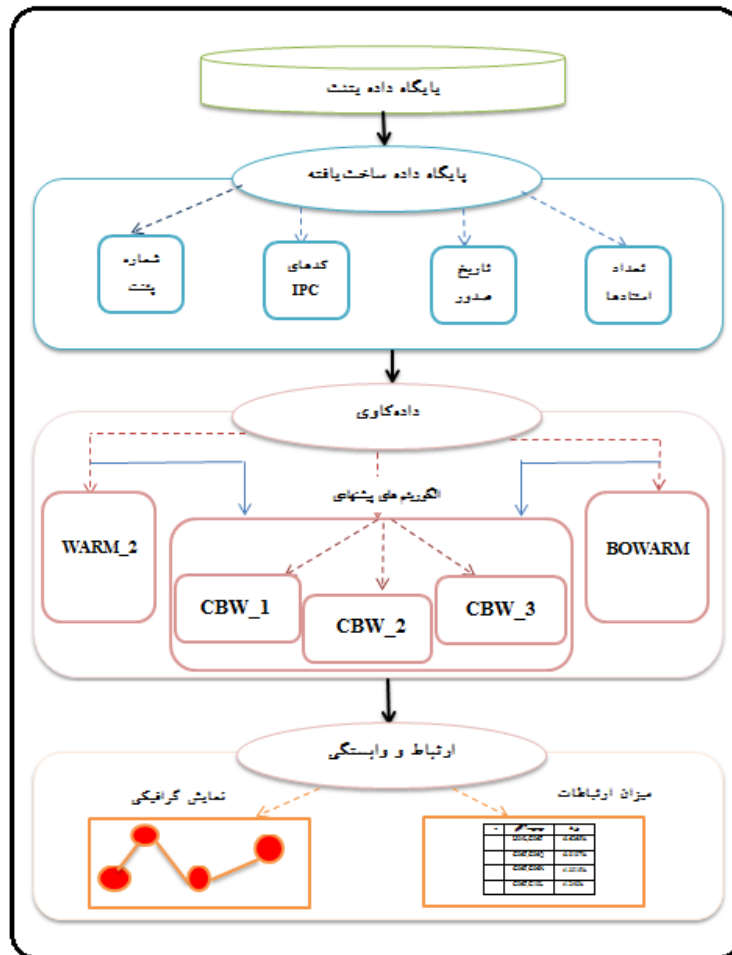 پایگاه داده پتنت
پایگاه داده ساخت‌یافته
شماره
پتنت
کدهای
IPC
تاریخ
صدور
تعداد
استنادها
داده‌کاوی
الگوریتم های پیشنهادی
WARM_2
BOWARM
CBW_1
CBW_2
CBW_3
ارتباط و وابستگی
نمایش گرافیکی
میزان ارتباطات